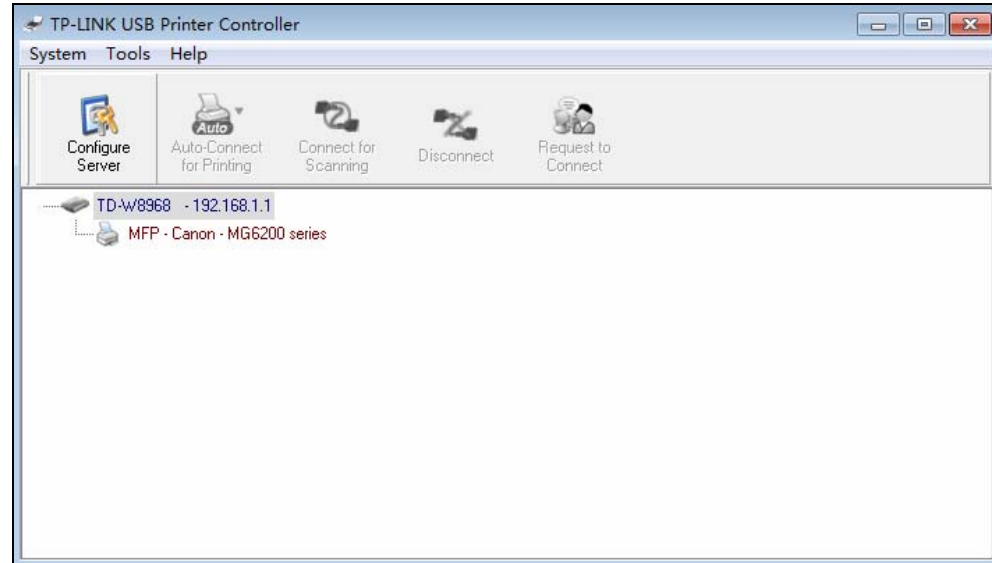 TP-LINK USB Printer Controller
System Tools Help
Auto
Configure
Server
Auto-Connect
for Printing
Connect for
Scanning
Disconnect
Request to
Connect
TD-W8968 - 192.168.1.1
MFP - Canon - MG6200 series